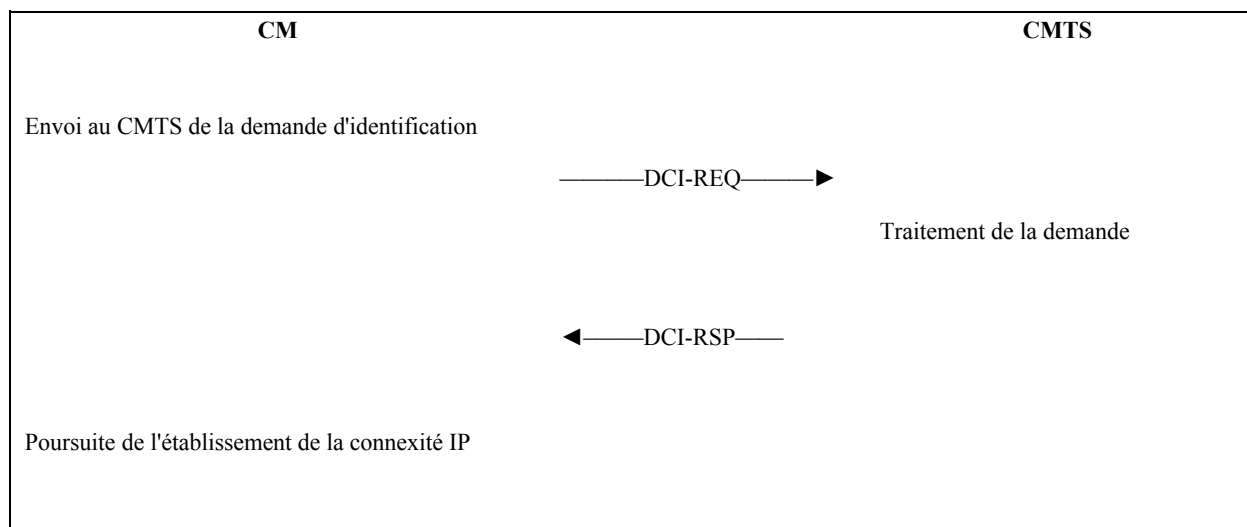 CM CMTS
Envoi au CMTS de la demande d'identification
DCI-REQ
Traitement de la demande
DCI-RSP
Poursuite de l'établissement de la connexité IP